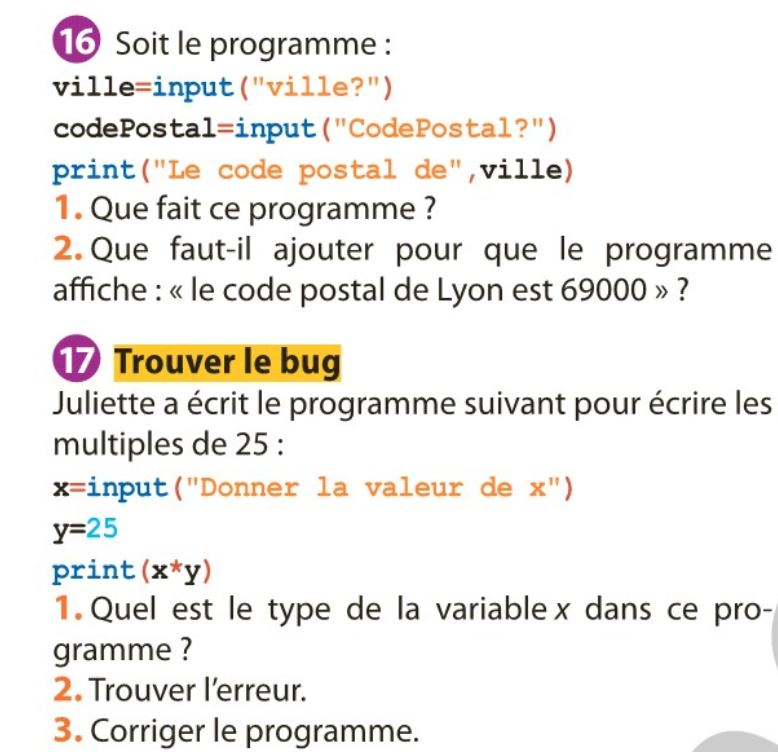 16 Soit le programme :
ville=input("ville?")
codePostal=input("CodePostal?")
print("Le code postal de",ville)
1. Que fait ce programme ?
2. Que faut-il ajouter pour que le programme
affiche : « le code postal de Lyon est 69000 » ?
17 Trouver le bug
Juliette a écrit le programme suivant pour écrire les
multiples de 25 :
x=input("Donner la valeur de x")
y=25
print(x*y)
1. Quel est le type de la variable x dans ce pro-
gramme ?
2. Trouver l'erreur.
3. Corriger le programme.